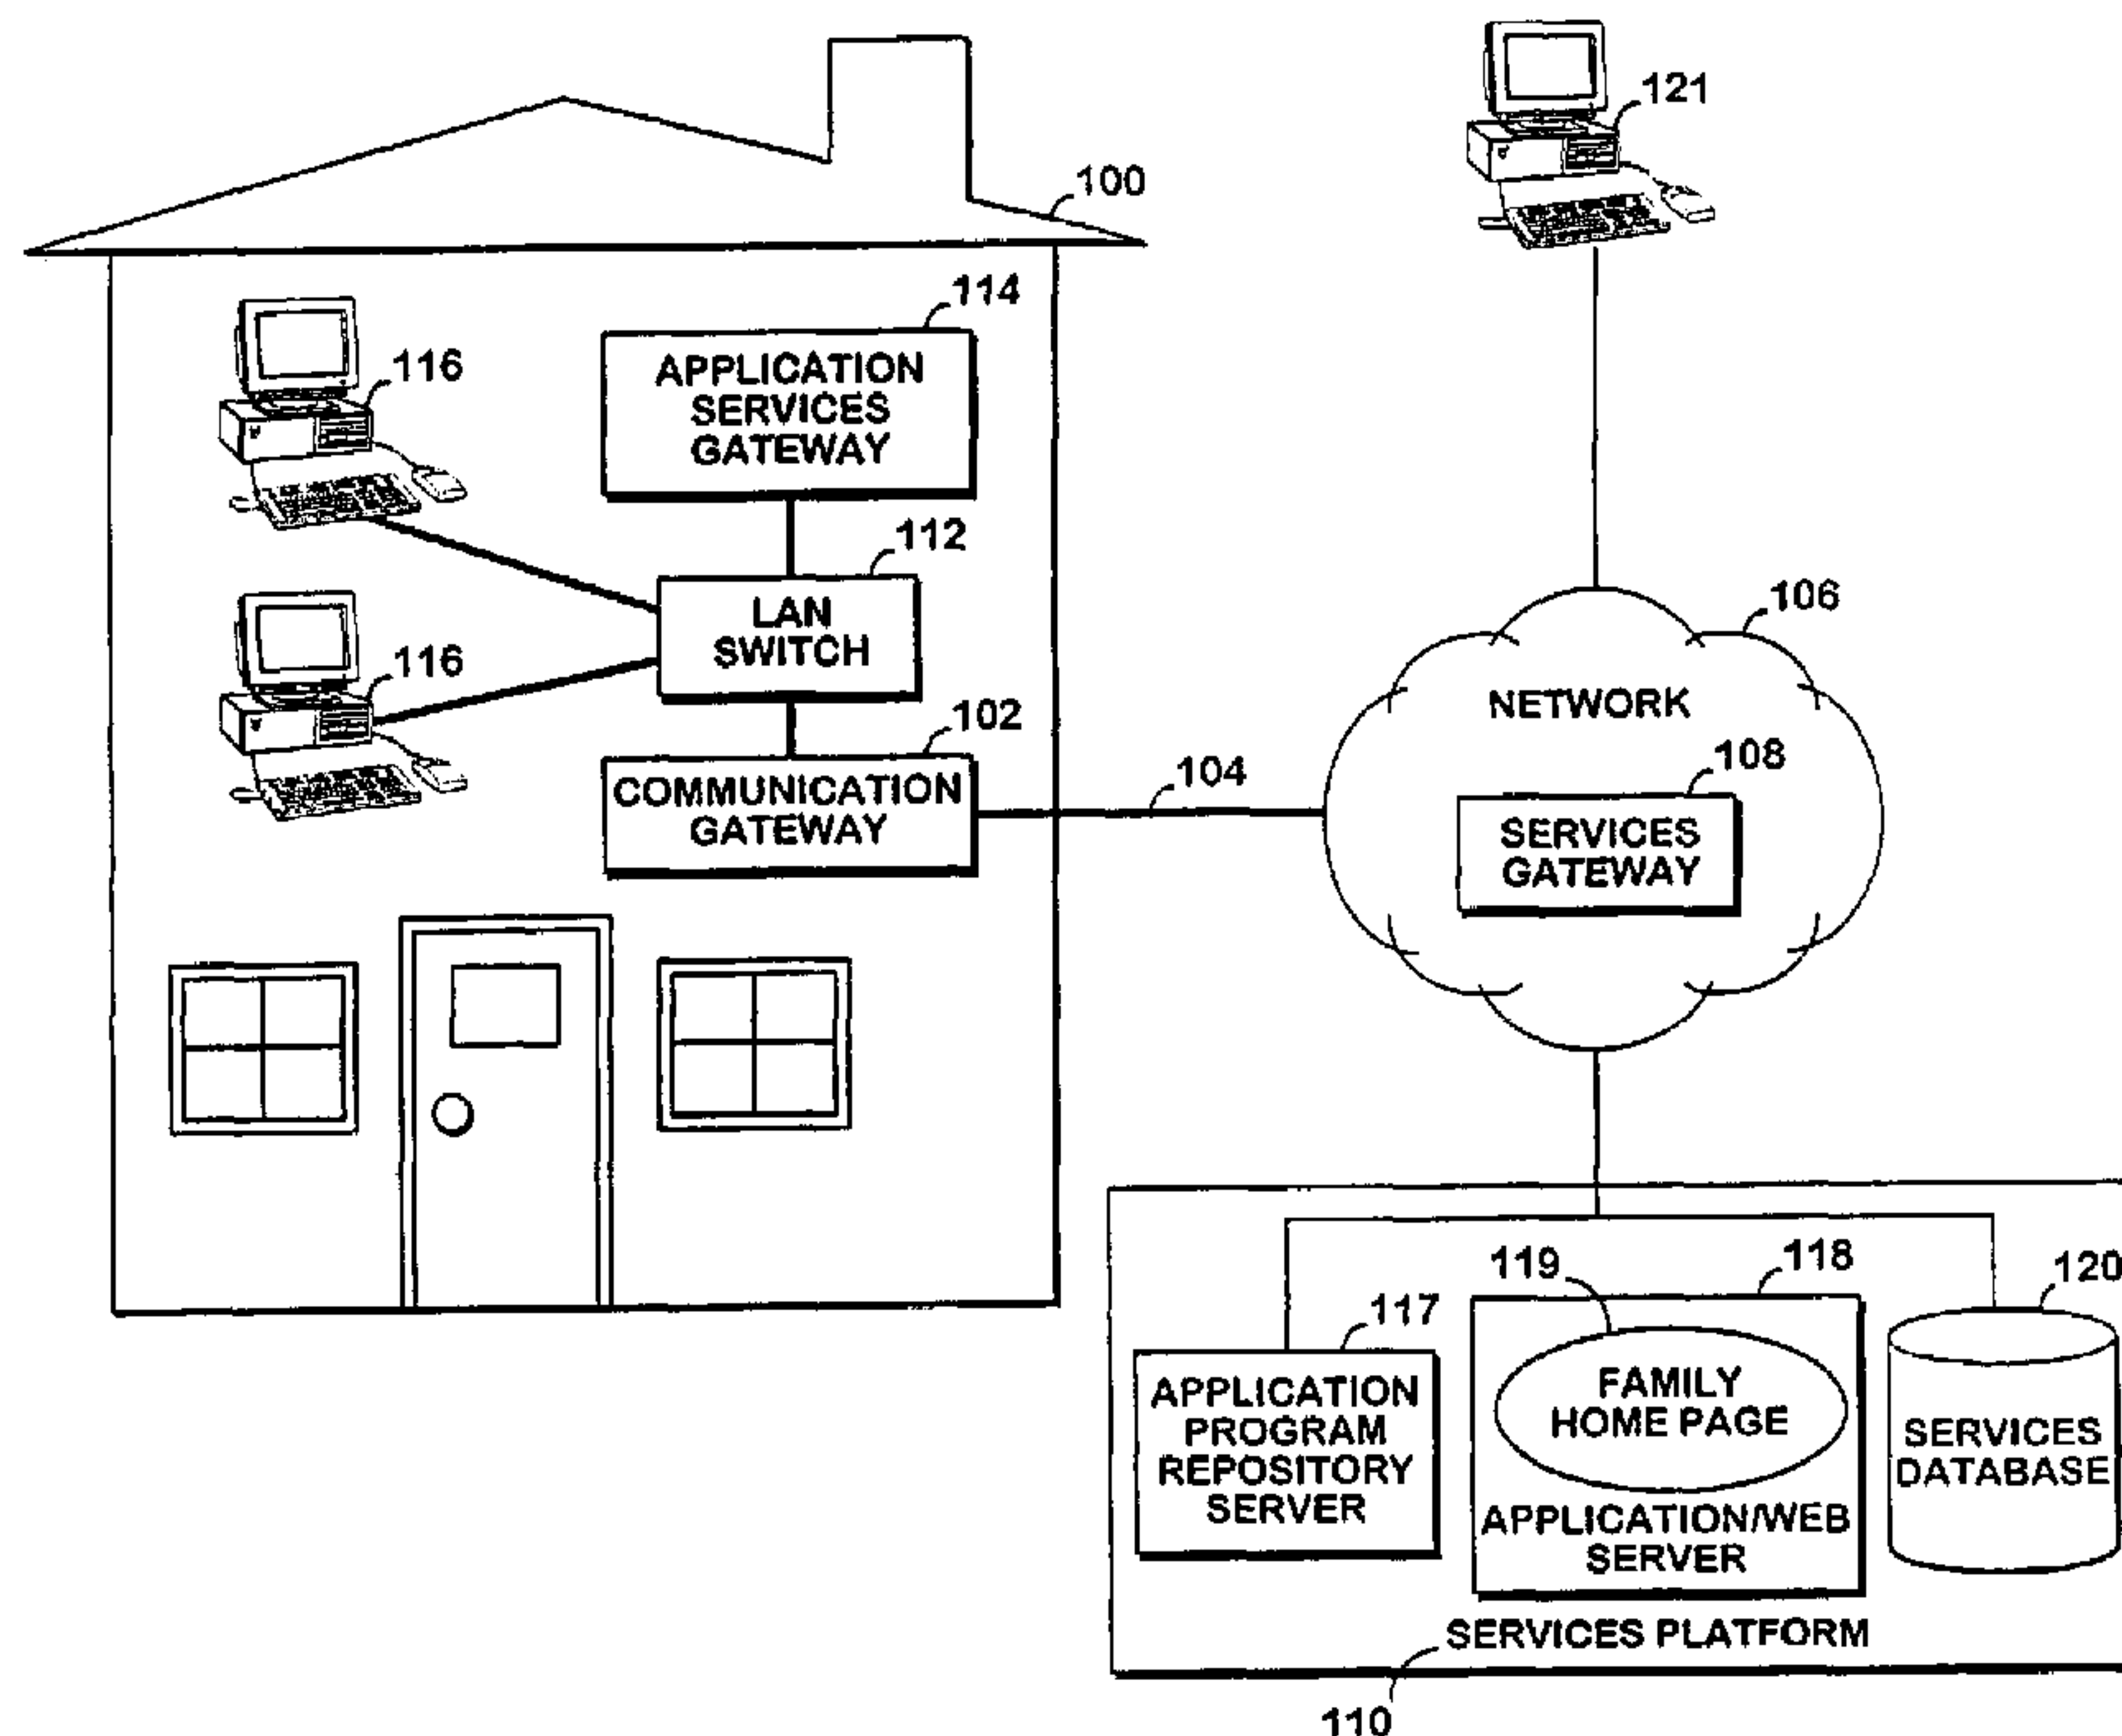 121
100
114
APPLICATION
SERVICES
GATEWAY
116
112
LAN
SWITCH
106
116
NETWORK
102
108
104
COMMUNICATION
GATEWAY
SERVICES
GATEWAY
119
118
120
117
FAMILY
HOME PAGE
APPLICATION
PROGRAM
REPOSITORY
SERVER
SERVICES
DATABASE
APPLICATION/WEB
SERVER
SERVICES PLATFORM
110